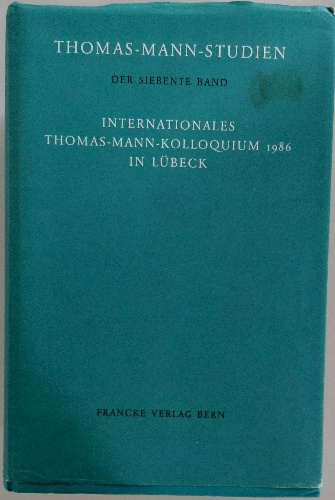 THOMAS-MANN-STUDIEN
DER SIEBENTE BAND
INTERNATIONALES
THOMAS-MANN-KOLLOQUIUM 1986
IN LÜBECK
FRANCKE VERLAG BERN